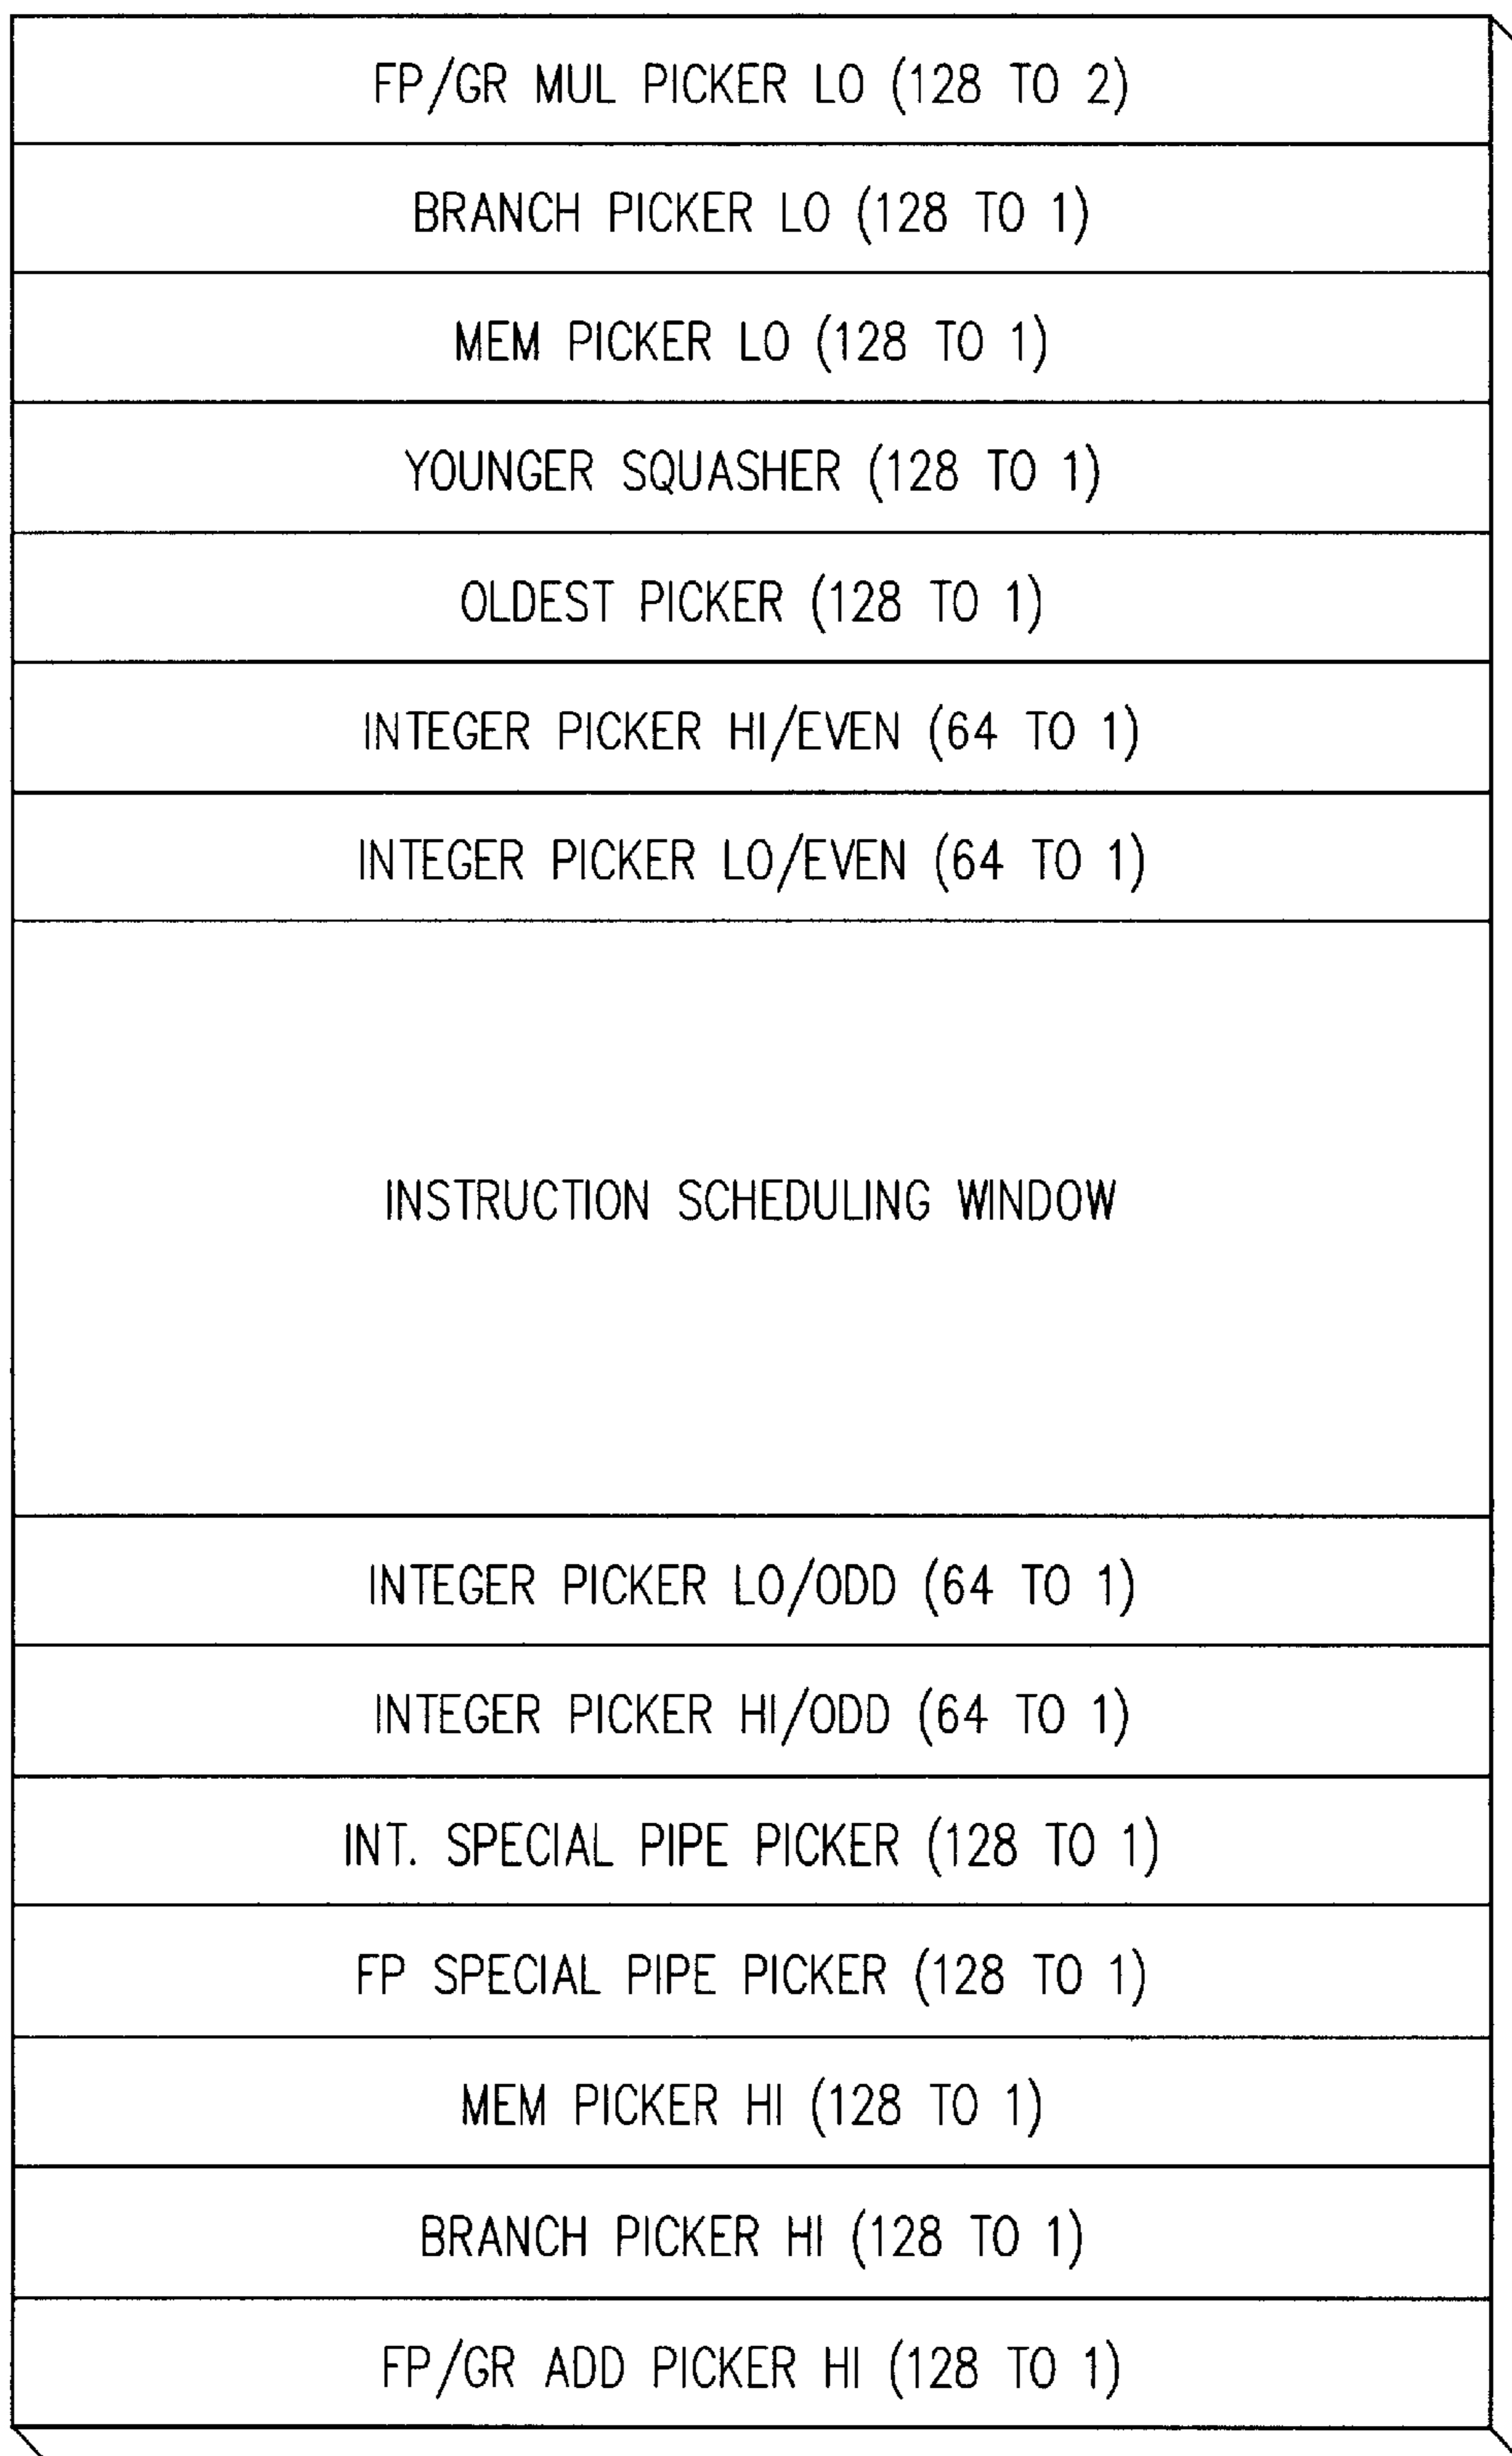 FP/GR MUL PICKER LO (128 TO 2)
BRANCH PICKER LO (128 TO 1)
MEM PICKER LO (128 TO 1)
YOUNGER SQUASHER (128 TO 1)
OLDEST PICKER (128 TO 1)
INTEGER PICKER HI/EVEN (64 TO 1)
INTEGER PICKER LO/EVEN (64 TO 1)
INSTRUCTION SCHEDULING WINDOW
INTEGER PICKER LO/ODD (64 TO 1)
INTEGER PICKER HI/ODD (64 TO 1)
INT. SPECIAL PIPE PICKER (128 TO 1)
FP SPECIAL PIPE PICKER (128 TO 1)
MEM PICKER HI (128 TO 1)
BRANCH PICKER HI (128 TO 1)
FP/GR ADD PICKER HI (128 TO 1)